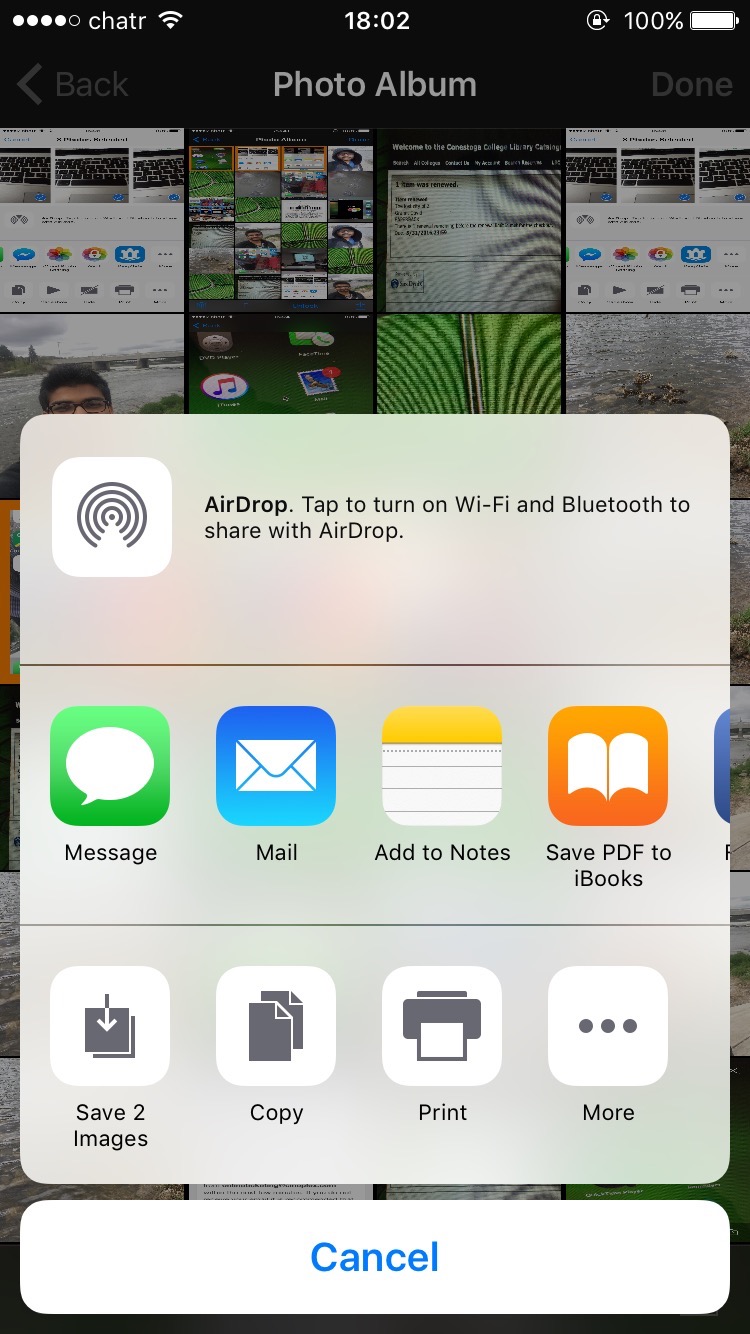 chatr 18:02 100%
Back Photo Album Done
Welcome to the Conestoga College Library Catalog
1 item was renewed.
AirDrop. Tap to turn on Wi-Fi and Bluetooth to
share with AirDrop.
Message Mail Add to Notes Save PDF to
iBooks
Save 2
Images
Copy Print More
Cancel